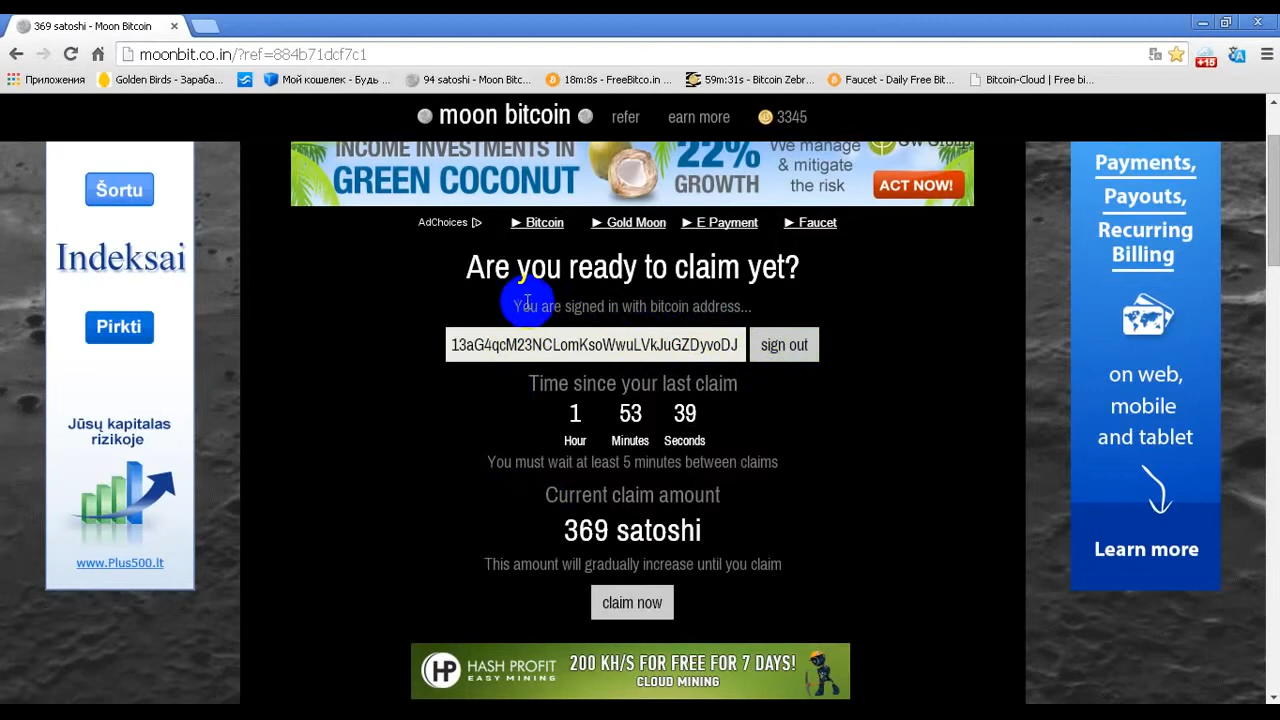 369 satoshi - Moon Bitcoin
moonbit.co.in/?ref=884b71dcf7c1
Приложения Golden Birds - Зараба... Мой кошелек - Будь ... 94 satoshi - Moon Bitc... 18m:8s - FreeBitco.in ... 59m:31s - Bitcoin Zebr... Faucet - Daily Free Bit... Bitcoin-Cloud | Free bi...
+15
moon bitcoin refer earn more 3345
INCOME INVESTMENTS IN
GREEN COCONUT
22%
GROWTH
We manage
& mitigate
the risk
ACT NOW!
AdChoices Bitcoin Gold Moon E Payment Faucet
Are you ready to claim yet?
You are signed in with bitcoin address...
13aG4qcM23NCLomKsoWwuLVkJuGZDyvoDJ sign out
Time since your last claim
1 53 39
Hour Minutes Seconds
You must wait at least 5 minutes between claims
Current claim amount
369 satoshi
This amount will gradually increase until you claim
claim now
HP HASH PROFIT
EASY MINING
200 KH/S FOR FREE FOR 7 DAYS!
CLOUD MINING
Šortu
Indeksai
Pirkti
Jūsų kapitalas
rizikoje
www.Plus500.lt
Payments,
Payouts,
Recurring
Billing
on web,
mobile
and tablet
Learn more